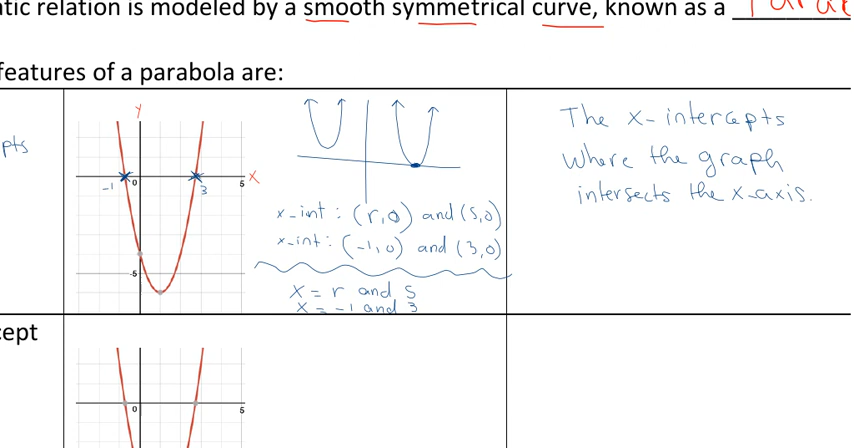 tic relation is modeled by a smooth symmetrical curve, known as a
features of a parabola are:
pts
y
x
-1
0
3
5
-5
x-int: (r,0) and (s,0)
x-int: (-1,0) and (3,0)
x = r and s
x = -1 and 3
The x-intercepts
where the graph
intersects the x-axis.
cept
0
5